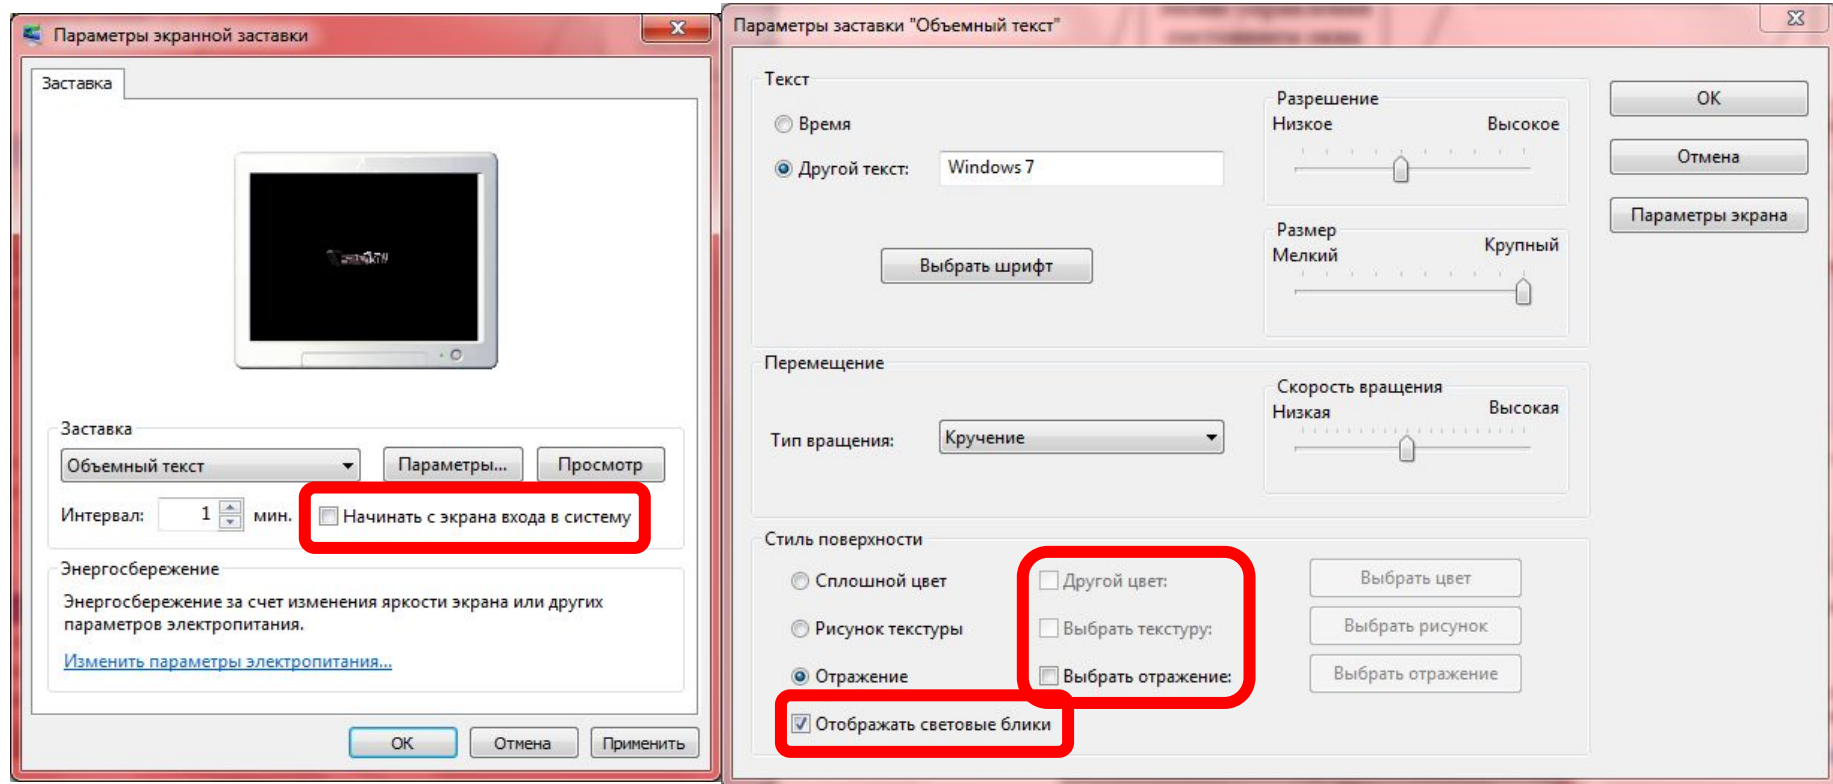 Параметры экранной заставки
Заставка
Заставка
Объемный текст
Параметры...
Просмотр
Интервал: 1 мин. Начинать с экрана входа в систему
Энергосбережение
Энергосбережение за счет изменения яркости экрана или других
параметров электропитания.
Изменить параметры электропитания...
ОК
Отмена
Применить
Параметры заставки "Объемный текст"
Текст
Время
Другой текст: Windows 7
Выбрать шрифт
Разрешение
Низкое Высокое
Размер
Мелкий Крупный
ОК
Отмена
Параметры экрана
Перемещение
Тип вращения: Кручение
Скорость вращения
Низкая Высокая
Стиль поверхности
Сплошной цвет Другой цвет: Выбрать цвет
Рисунок текстуры Выбрать текстуру: Выбрать рисунок
Отражение Выбрать отражение: Выбрать отражение
Отображать световые блики